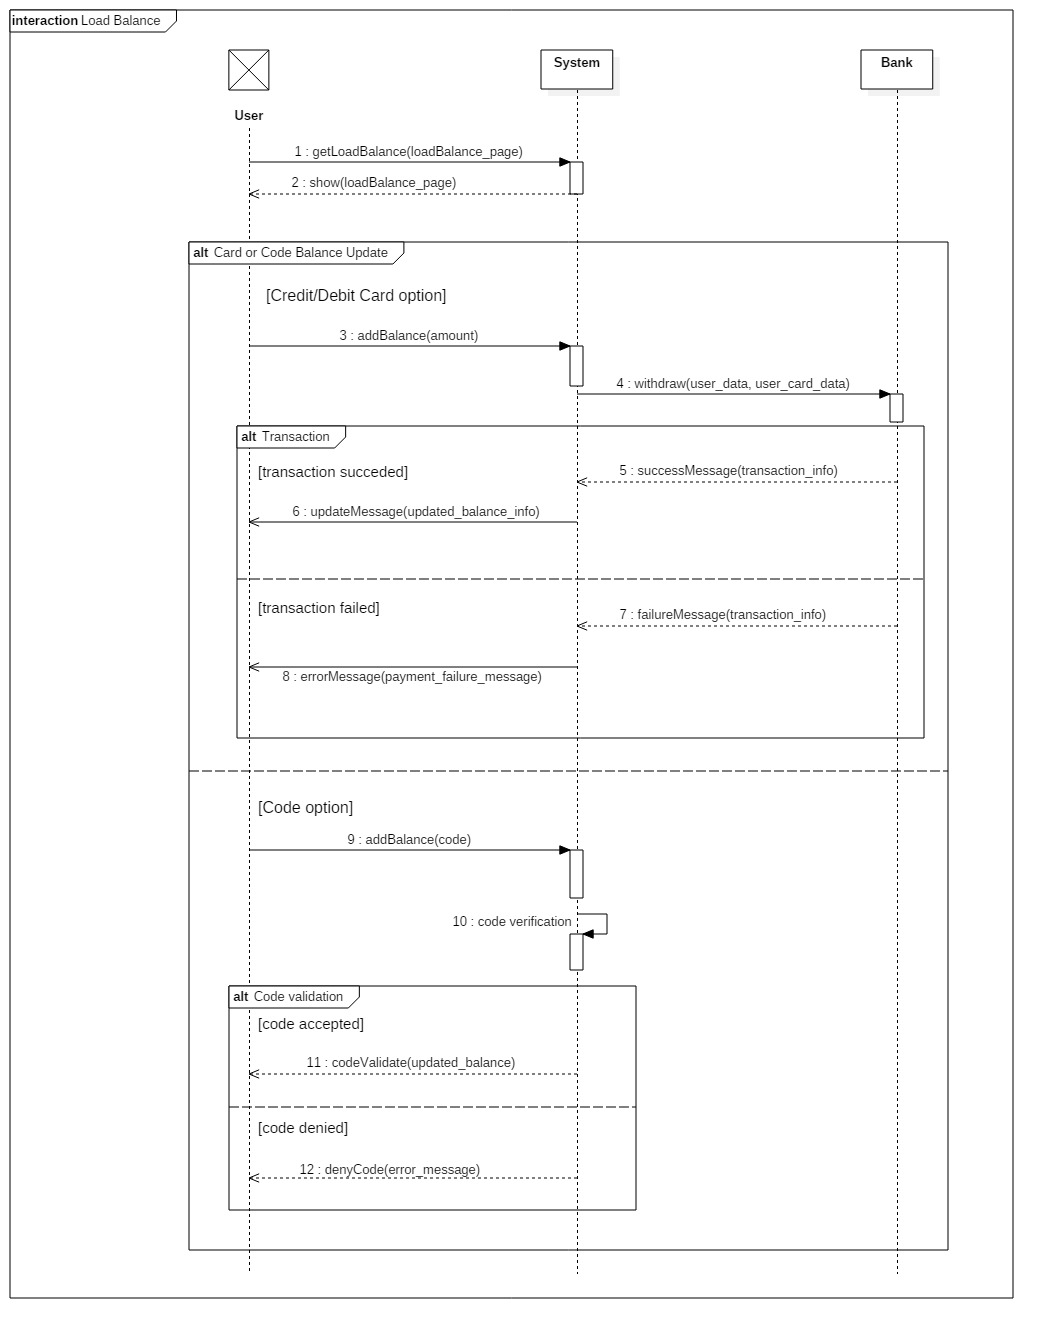 interaction Load Balance
System
Bank
User
1 : getLoadBalance(loadBalance_page)
2 : show(loadBalance_page)
alt Card or Code Balance Update
[Credit/Debit Card option]
3 : addBalance(amount)
4 : withdraw(user_data, user_card_data)
alt Transaction
[transaction succeded]
5 : successMessage(transaction_info)
6 : updateMessage(updated_balance_info)
[transaction failed]
7 : failureMessage(transaction_info)
8 : errorMessage(payment_failure_message)
[Code option]
9 : addBalance(code)
10 : code verification
alt Code validation
[code accepted]
11 : codeValidate(updated_balance)
[code denied]
12 : denyCode(error_message)